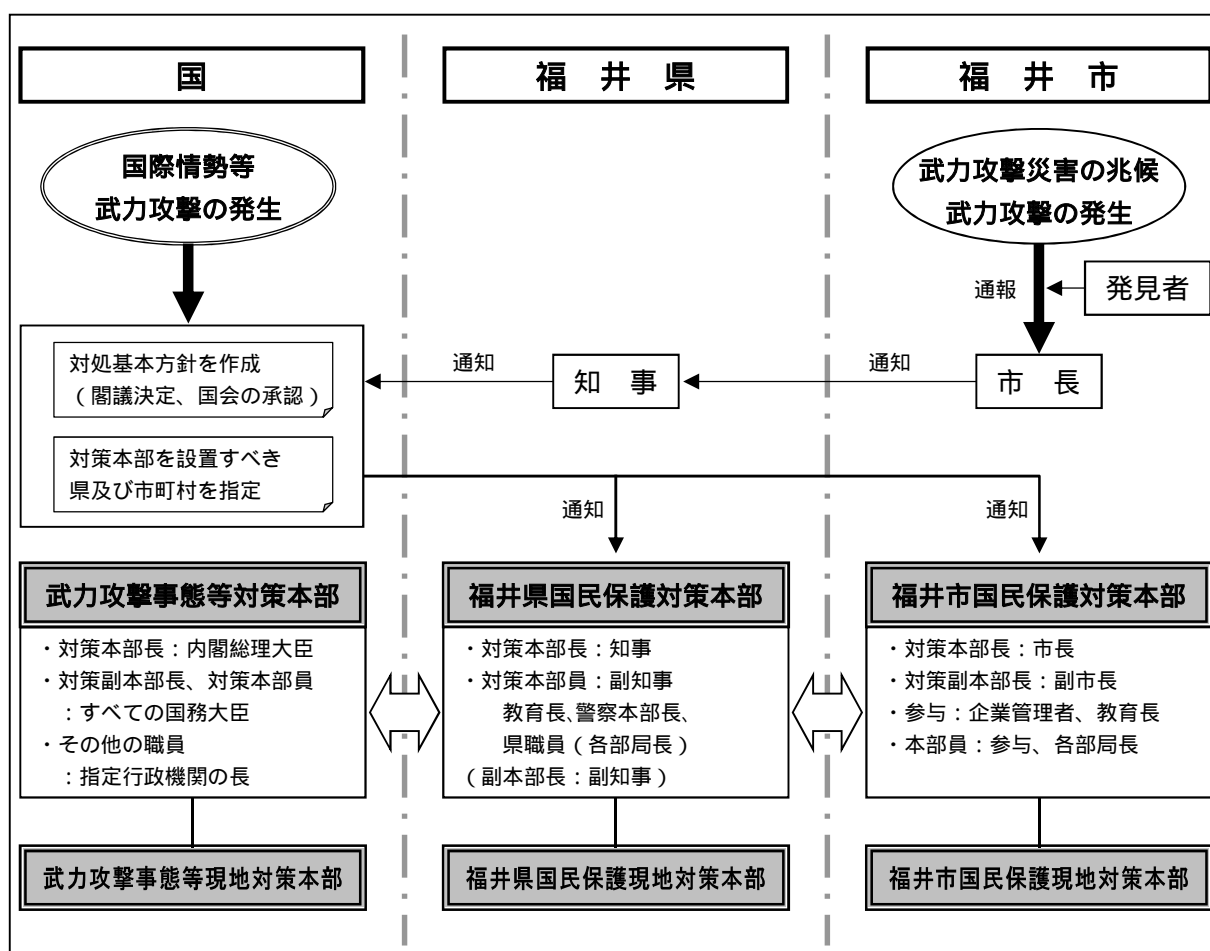 国
福 井 県
福 井 市
国際情勢等
武力攻撃の発生
武力攻撃災害の兆候
武力攻撃の発生
通報
発見者
対処基本方針を作成
（閣議決定、国会の承認）
通知
知 事
通知
市 長
対策本部を設置すべき
県及び市町村を指定
通知
通知
武力攻撃事態等対策本部
・対策本部長：内閣総理大臣
・対策副本部長、対策本部員
：すべての国務大臣
・その他の職員
：指定行政機関の長
福井県国民保護対策本部
・対策本部長：知事
・対策本部員：副知事
教育長、警察本部長、
県職員（各部局長）
（副本部長：副知事）
福井市国民保護対策本部
・対策本部長：市長
・対策副本部長：副市長
・参与：企業管理者、教育長
・本部員：参与、各部局長
武力攻撃事態等現地対策本部
福井県国民保護現地対策本部
福井市国民保護現地対策本部